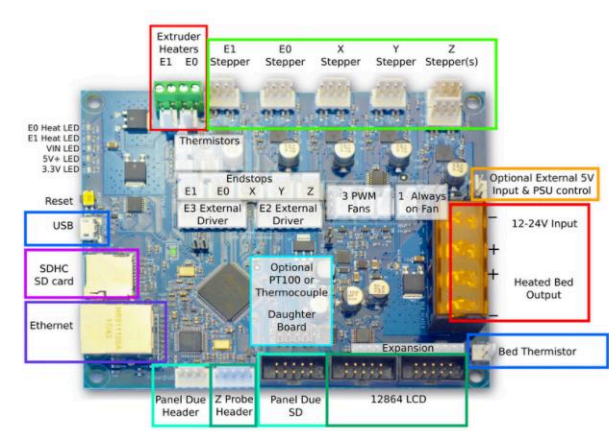 Extruder
Heaters
E1 E0
E1
Stepper
E0
Stepper
X
Stepper
Y
Stepper
Z
Stepper(s)
E0 Heat LED
E1 Heat LED
VIN LED
5V+ LED
3.3V LED
Thermistors
Endstops
E1 E0 X Y Z
E3 External
Driver
E2 External
Driver
3 PWM
Fans
1 Always
on Fan
Optional External 5V
Input & PSU control
Reset
USB
12-24V Input
−
+
+
−
Heated Bed
Output
SDHC
SD card
Optional
PT100 or
Thermocouple
Daughter
Board
Ethernet
Expansion
Bed Thermistor
Panel Due
Header
Z Probe
Header
Panel Due
SD
12864 LCD